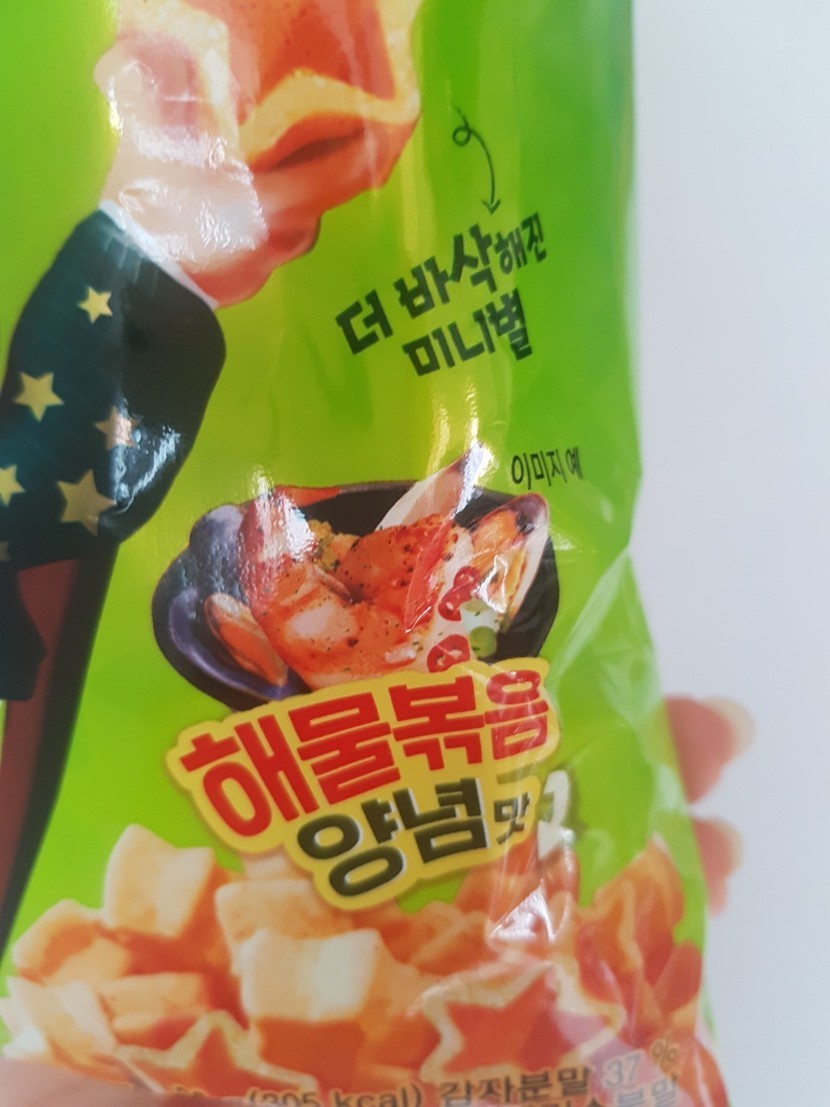 더 바삭해진
미니별
이미지 예
해물볶음
양념맛
(305 kcal) 감자분말 37 %